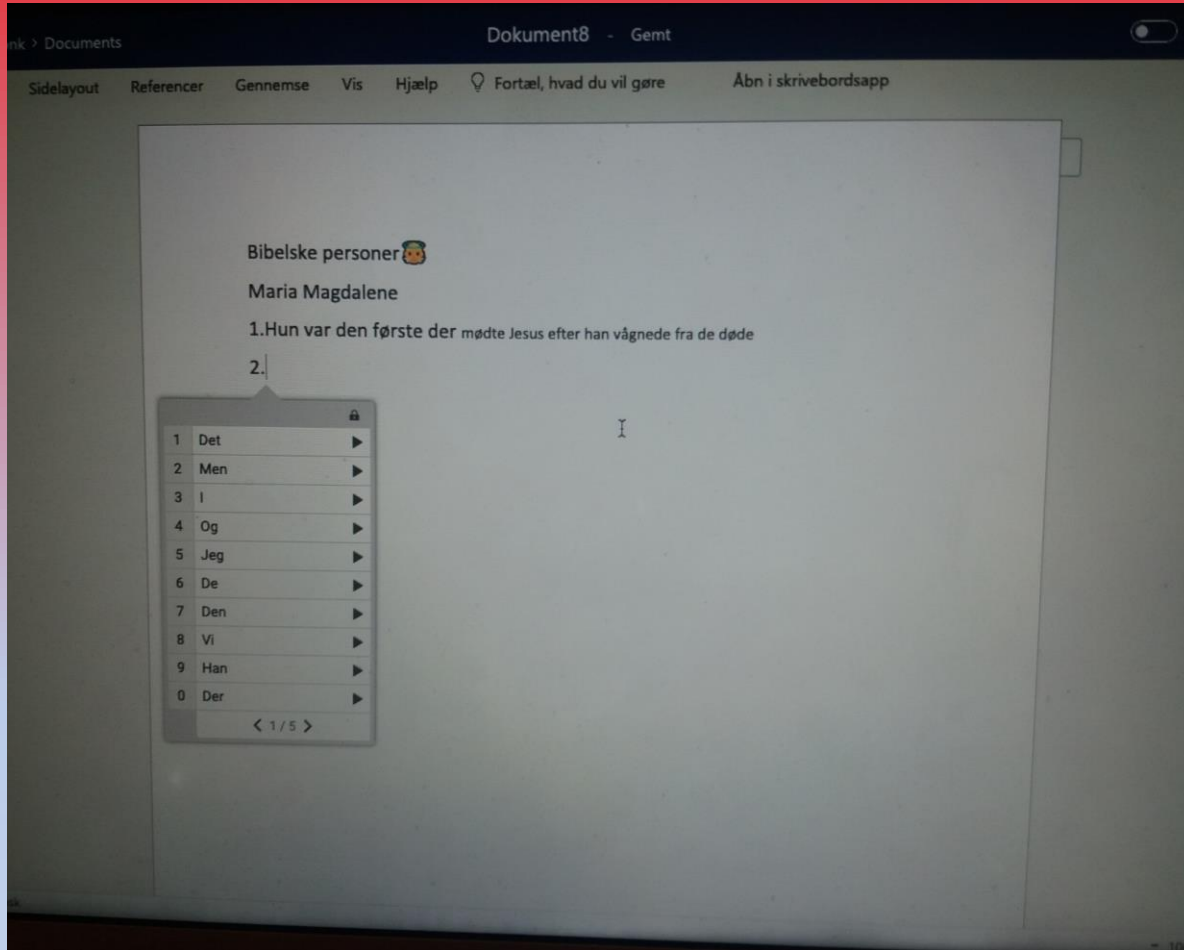 nk > Documents
Dokument8 - Gemt
Sidelayout Referencer Gennemse Vis Hjælp Fortæl, hvad du vil gøre Åbn i skrivebordsapp
Bibelske personer
Maria Magdalene
1.Hun var den første der mødte Jesus efter han vågnede fra de døde
2.
1 Det
2 Men
3 I
4 Og
5 Jeg
6 De
7 Den
8 Vi
9 Han
0 Der
< 1/5 >